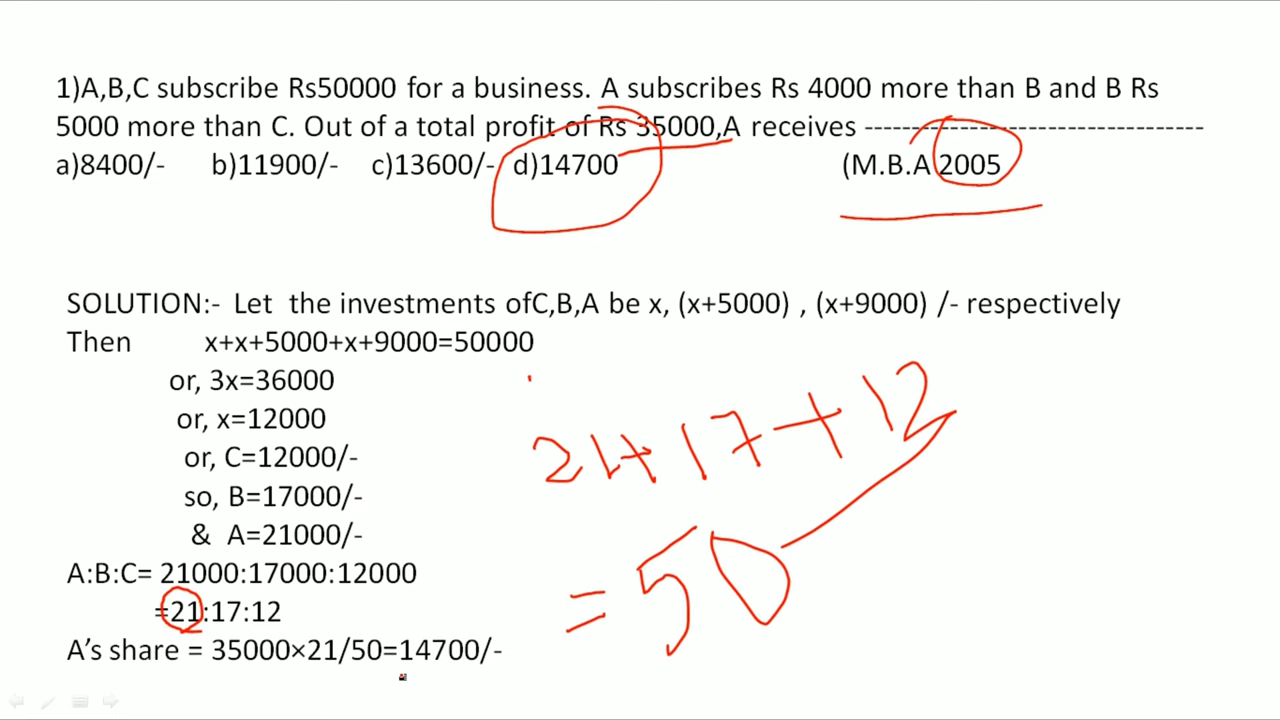 1)A,B,C subscribe Rs50000 for a business. A subscribes Rs 4000 more than B and B Rs
5000 more than C. Out of a total profit of Rs 35000,A receives -----------------------------------
a)8400/- b)11900/- c)13600/- d)14700 (M.B.A 2005
SOLUTION:- Let the investments ofC,B,A be x, (x+5000) , (x+9000) /- respectively
Then x+x+5000+x+9000=50000
or, 3x=36000
or, x=12000
or, C=12000/-
so, B=17000/-
& A=21000/-
21+17+12
=50
A:B:C= 21000:17000:12000
=21:17:12
A’s share = 35000×21/50=14700/-